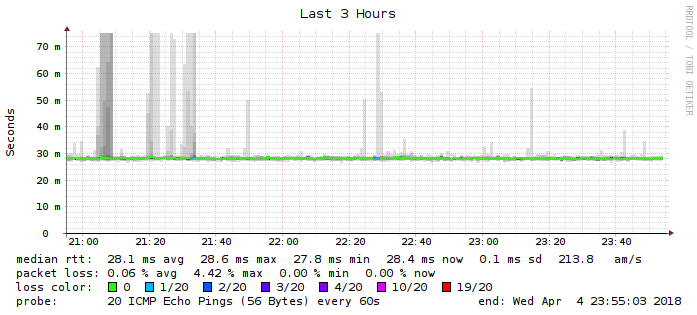 Last 3 Hours
RRDTOOL / TOBI OETIKER
Seconds
70 m
60 m
50 m
40 m
30 m
20 m
10 m
0
21:00 21:20 21:40 22:00 22:20 22:40 23:00 23:20 23:40
median rtt: 28.1 ms avg 28.6 ms max 27.8 ms min 28.4 ms now 0.1 ms sd 213.8 am/s
packet loss: 0.06 % avg 4.42 % max 0.00 % min 0.00 % now
loss color: 0 1/20 2/20 3/20 4/20 10/20 19/20
probe: 20 ICMP Echo Pings (56 Bytes) every 60s end: Wed Apr 4 23:55:03 2018